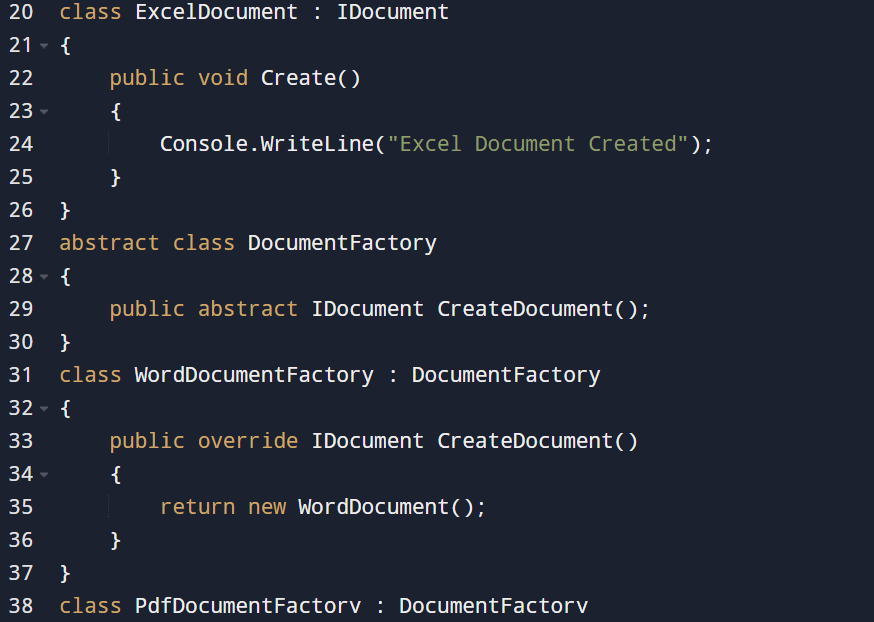 20 class ExcelDocument : IDocument
21 {
22     public void Create()
23     {
24         Console.WriteLine("Excel Document Created");
25     }
26 }
27 abstract class DocumentFactory
28 {
29     public abstract IDocument CreateDocument();
30 }
31 class WordDocumentFactory : DocumentFactory
32 {
33     public override IDocument CreateDocument()
34     {
35         return new WordDocument();
36     }
37 }
38 class PdfDocumentFactory : DocumentFactory